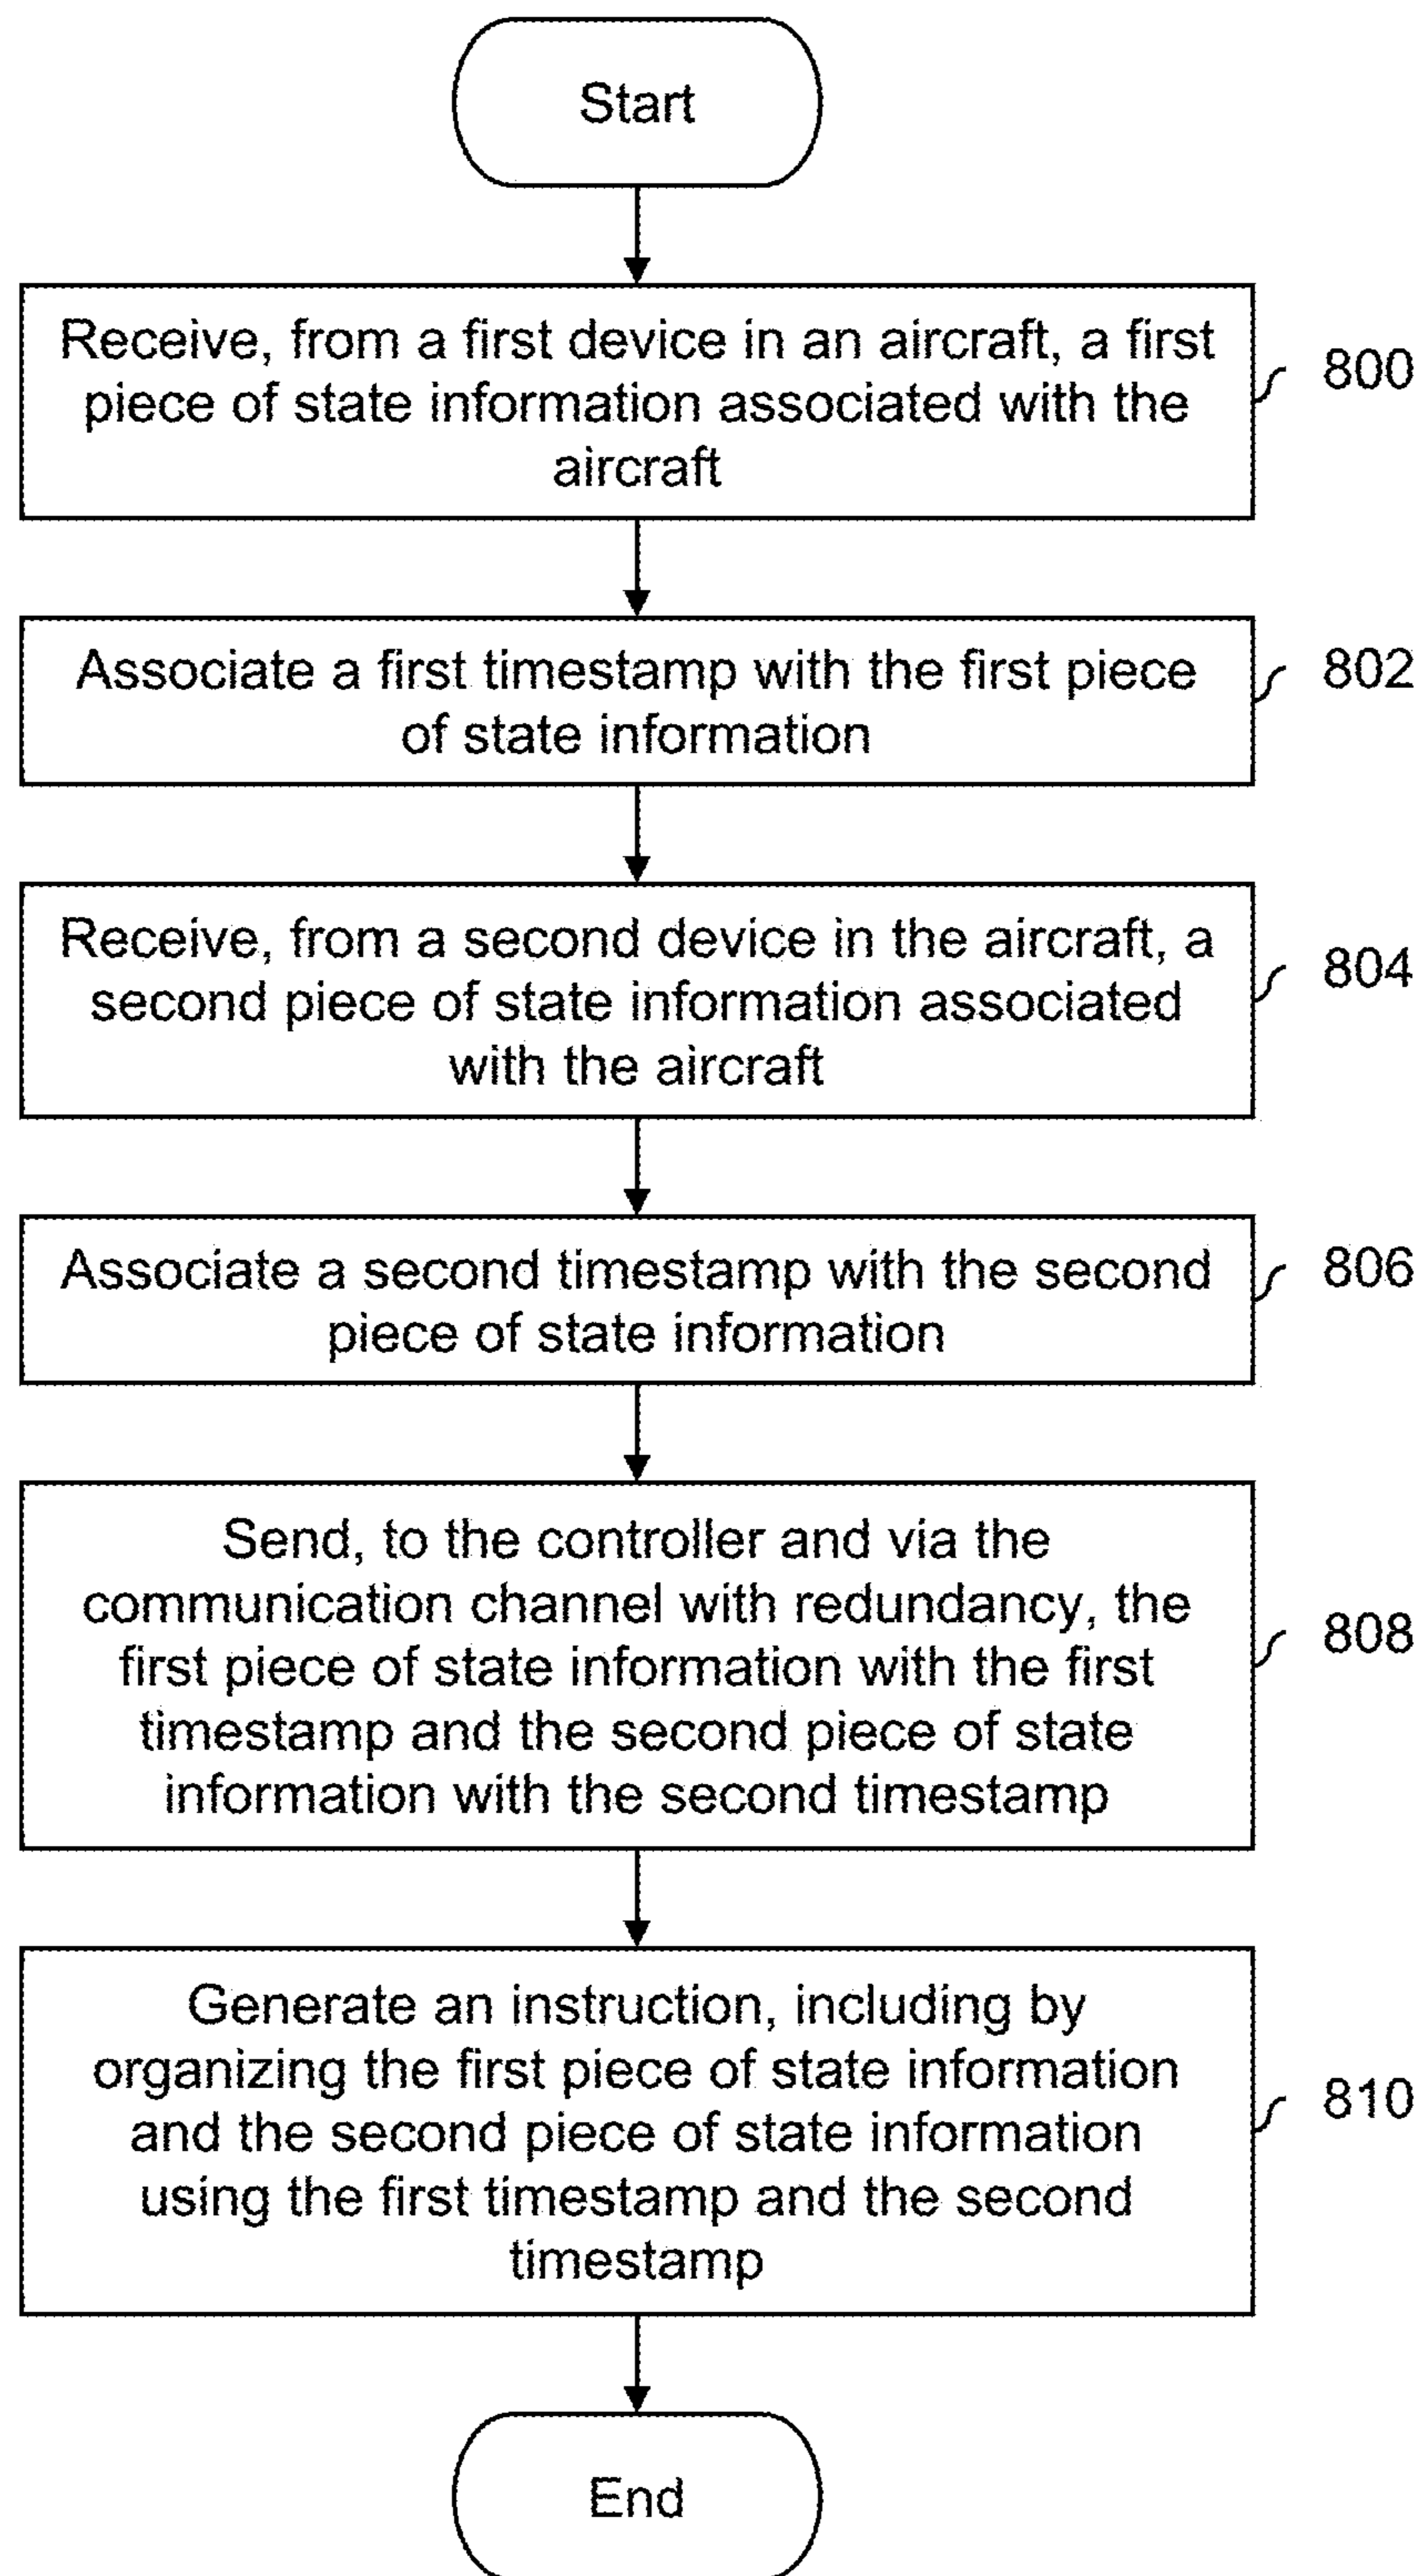 Start
Receive, from a first device in an aircraft, a first
piece of state information associated with the
aircraft
800
Associate a first timestamp with the first piece
of state information
802
Receive, from a second device in the aircraft, a
second piece of state information associated
with the aircraft
804
Associate a second timestamp with the second
piece of state information
806
Send, to the controller and via the
communication channel with redundancy, the
first piece of state information with the first
timestamp and the second piece of state
information with the second timestamp
808
Generate an instruction, including by
organizing the first piece of state information
and the second piece of state information
using the first timestamp and the second
timestamp
810
End